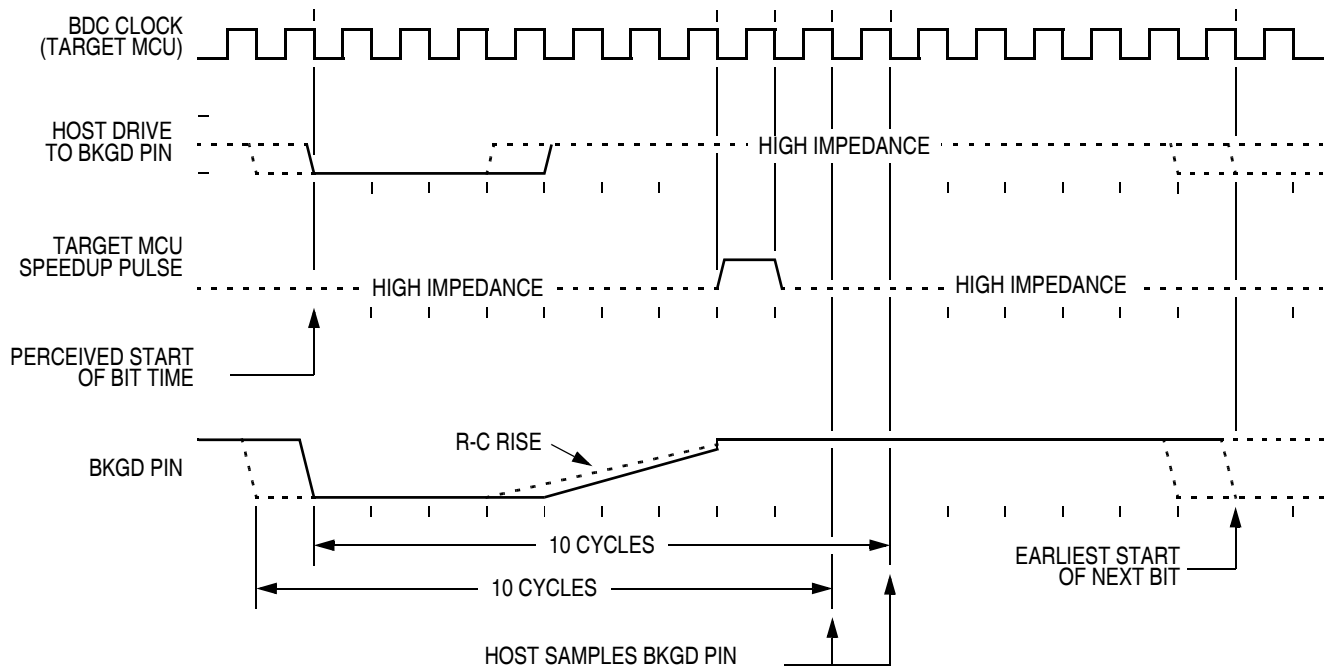 BDC CLOCK
(TARGET MCU)
HOST DRIVE
TO BKGD PIN
HIGH IMPEDANCE
TARGET MCU
SPEEDUP PULSE
HIGH IMPEDANCE
HIGH IMPEDANCE
PERCEIVED START
OF BIT TIME
R-C RISE
BKGD PIN
10 CYCLES
10 CYCLES
EARLIEST START
OF NEXT BIT
HOST SAMPLES BKGD PIN